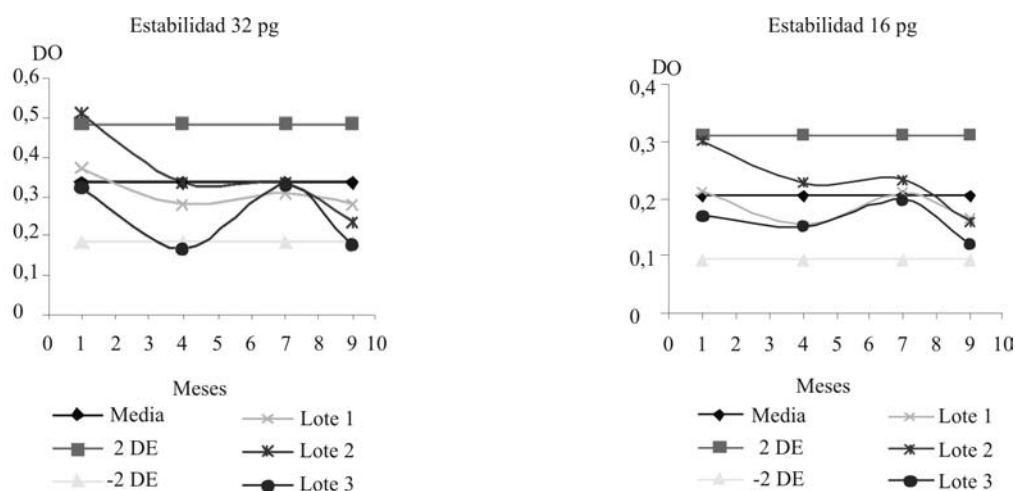 Estabilidad 32 pg
DO
0,6
0,5
0,4
0,3
0,2
0,1
0
0 1 2 3 4 5 6 7 8 9 10
Meses
Media
2 DE
-2 DE
Lote 1
Lote 2
Lote 3
Estabilidad 16 pg
DO
0,4
0,3
0,2
0,1
0
0 1 2 3 4 5 6 7 8 9 10
Meses
Media
2 DE
-2 DE
Lote 1
Lote 2
Lote 3